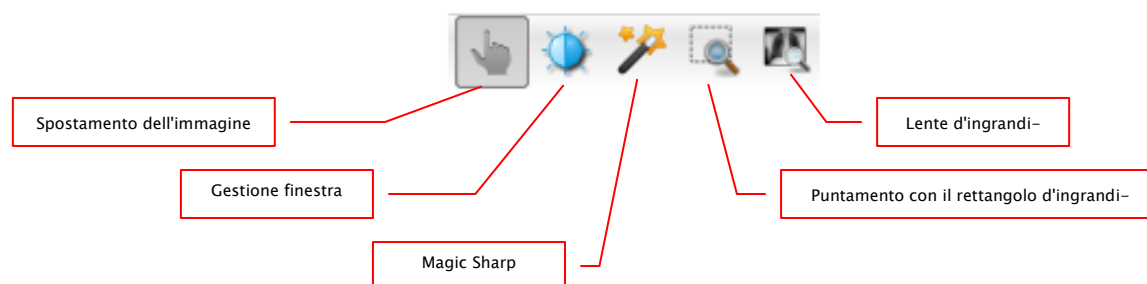 Spostamento dell'immagine
Lente d'ingrandi-
Gestione finestra
Puntamento con il rettangolo d'ingrandi-
Magic Sharp